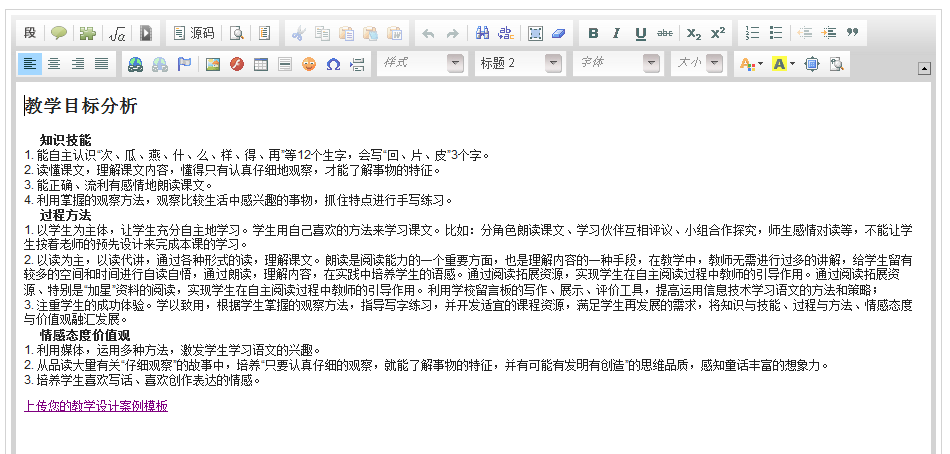 段 源码
B I U abc X₂ X²
样式 标题 2 字体 大小 A A
教学目标分析
知识技能
1. 能自主认识“次、瓜、燕、什、么、样、得、再”等12个生字，会写“回、片、皮”3个字。
2. 读懂课文，理解课文内容，懂得只有认真仔细地观察，才能了解事物的特征。
3. 能正确、流利有感情地朗读课文。
4. 利用掌握的观察方法，观察比较生活中感兴趣的事物，抓住特点进行手写练习。
过程方法
1. 以学生为主体，让学生充分自主地学习。学生用自己喜欢的方法来学习课文。比如：分角色朗读课文、学习伙伴互相评议、小组合作探究，师生感情对读等，不能让学
生按着老师的预先设计来完成本课的学习。
2. 以读为主，以读代讲，通过各种形式的读，理解课文。朗读是阅读能力的一个重要方面，也是理解内容的一种手段，在教学中，教师无需进行过多的讲解，给学生留有
较多的空间和时间进行自读自悟，通过朗读，理解内容，在实践中培养学生的语感。通过阅读拓展资源，实现学生在自主阅读过程中教师的引导作用。通过阅读拓展资
源、特别是“加星”资料的阅读，实现学生在自主阅读过程中教师的引导作用。利用学校留言板的写作、展示、评价工具，提高运用信息技术学习语文的方法和策略；
3. 注重学生的成功体验。学以致用，根据学生掌握的观察方法，指导写字练习，并开发适宜的课程资源，满足学生再发展的需求，将知识与技能、过程与方法、情感态度
与价值观融汇发展。
情感态度价值观
1. 利用媒体，运用多种方法，激发学生学习语文的兴趣。
2. 从品读大量有关“仔细观察”的故事中，培养“只要认真仔细的观察，就能了解事物的特征，并有可能有发明有创造”的思维品质，感知童话丰富的想象力。
3. 培养学生喜欢写话、喜欢创作表达的情感。
上传您的教学设计案例模板